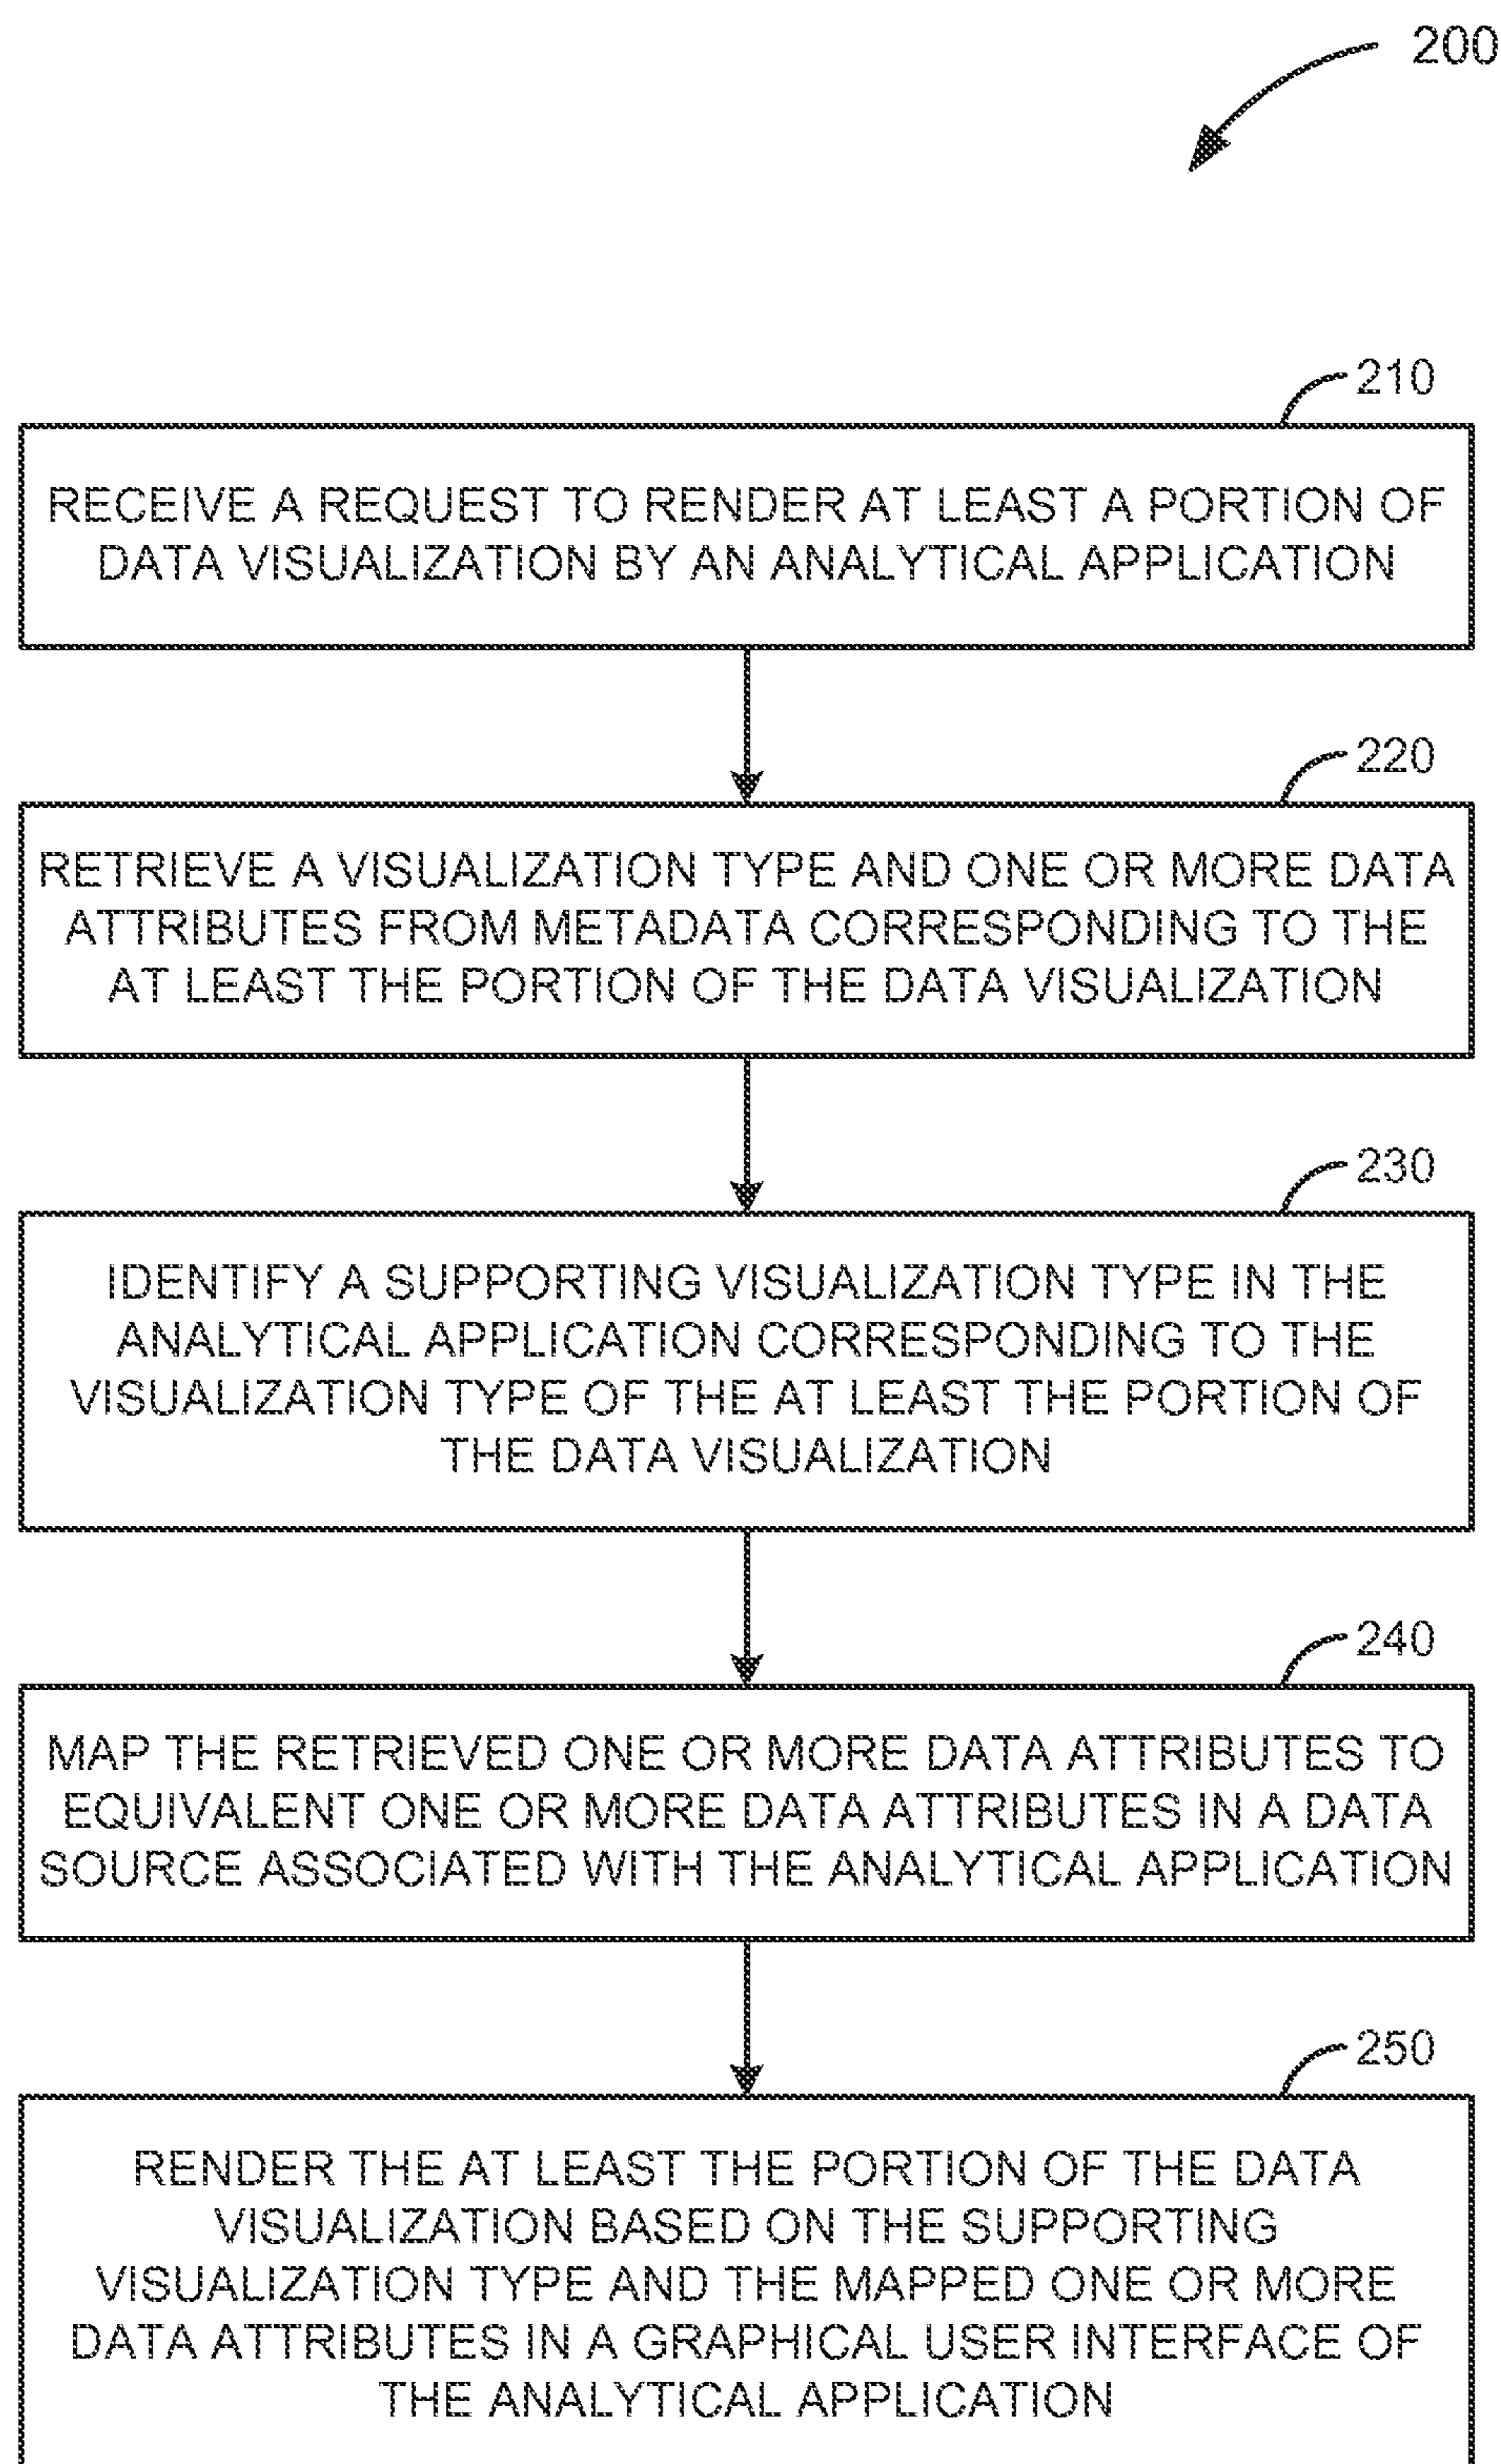 200
210
RECEIVE A REQUEST TO RENDER AT LEAST A PORTION OF
DATA VISUALIZATION BY AN ANALYTICAL APPLICATION
220
RETRIEVE A VISUALIZATION TYPE AND ONE OR MORE DATA
ATTRIBUTES FROM METADATA CORRESPONDING TO THE
AT LEAST THE PORTION OF THE DATA VISUALIZATION
230
IDENTIFY A SUPPORTING VISUALIZATION TYPE IN THE
ANALYTICAL APPLICATION CORRESPONDING TO THE
VISUALIZATION TYPE OF THE AT LEAST THE PORTION OF
THE DATA VISUALIZATION
240
MAP THE RETRIEVED ONE OR MORE DATA ATTRIBUTES TO
EQUIVALENT ONE OR MORE DATA ATTRIBUTES IN A DATA
SOURCE ASSOCIATED WITH THE ANALYTICAL APPLICATION
250
RENDER THE AT LEAST THE PORTION OF THE DATA
VISUALIZATION BASED ON THE SUPPORTING
VISUALIZATION TYPE AND THE MAPPED ONE OR MORE
DATA ATTRIBUTES IN A GRAPHICAL USER INTERFACE OF
THE ANALYTICAL APPLICATION